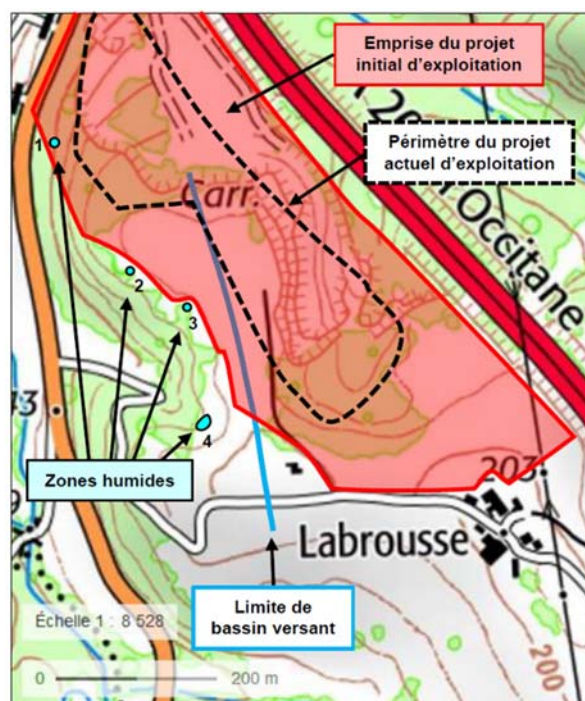 Emprise du projet
initial d'exploitation
Périmètre du projet
actuel d'exploitation
1
Carr.
l'Occitane
2
3
4
43
Zones humides
203
Labrousse
Limite de
bassin versant
Échelle 1 : 8 528
0
200 m
200